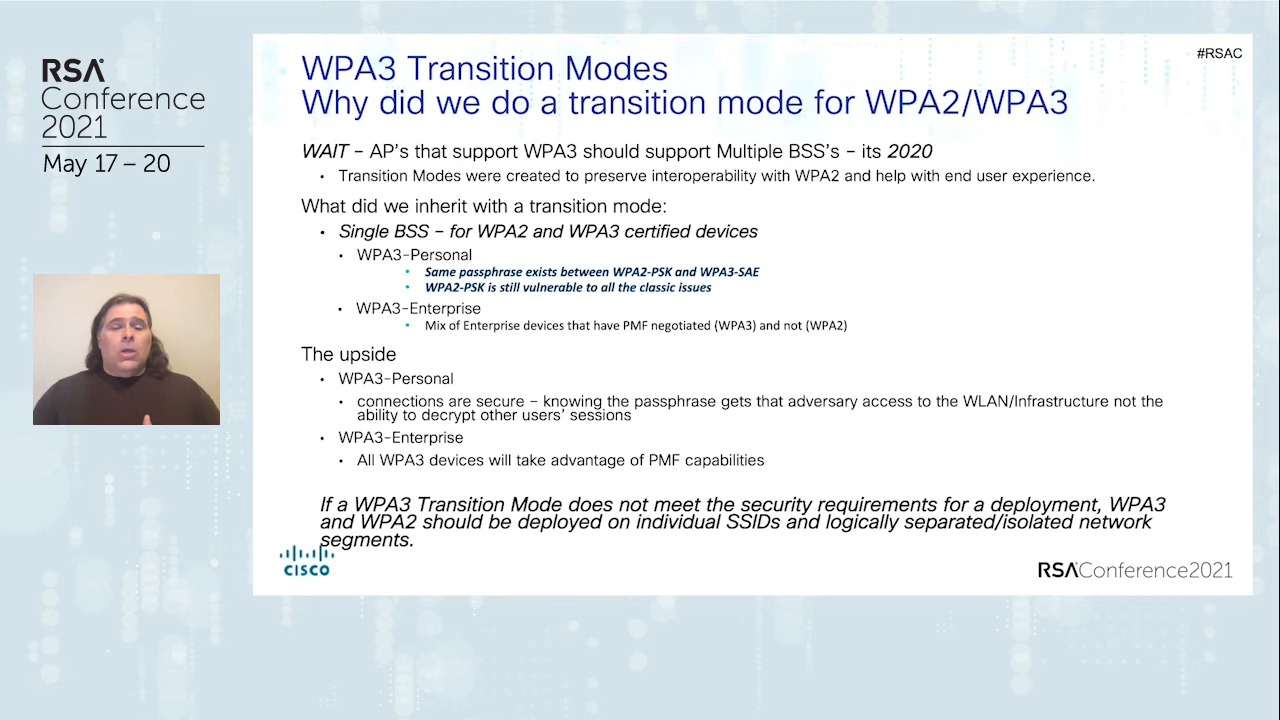 RSA
Conference
2021
May 17 – 20
#RSAC
WPA3 Transition Modes
Why did we do a transition mode for WPA2/WPA3
WAIT – AP's that support WPA3 should support Multiple BSS's – its 2020
• Transition Modes were created to preserve interoperability with WPA2 and help with end user experience.
What did we inherit with a transition mode:
• Single BSS – for WPA2 and WPA3 certified devices
• WPA3-Personal
• Same passphrase exists between WPA2-PSK and WPA3-SAE
• WPA2-PSK is still vulnerable to all the classic issues
• WPA3-Enterprise
• Mix of Enterprise devices that have PMF negotiated (WPA3) and not (WPA2)
The upside
• WPA3-Personal
• connections are secure – knowing the passphrase gets that adversary access to the WLAN/Infrastructure not the
ability to decrypt other users' sessions
• WPA3-Enterprise
• All WPA3 devices will take advantage of PMF capabilities
If a WPA3 Transition Mode does not meet the security requirements for a deployment, WPA3
and WPA2 should be deployed on individual SSIDs and logically separated/isolated network
segments.
CISCO
RSAConference2021